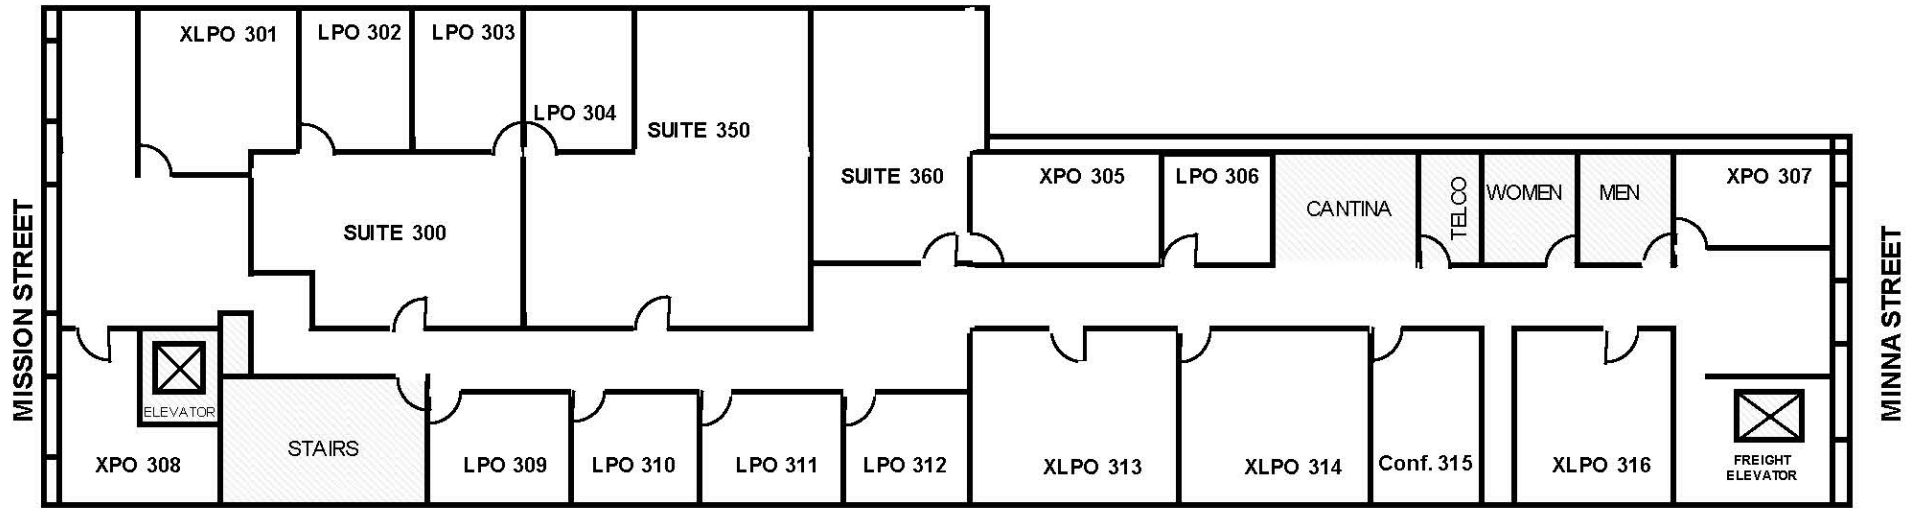 XLPO 301
LPO 302
LPO 303
LPO 304
SUITE 350
SUITE 360
XPO 305
LPO 306
CANTINA
TELCO
WOMEN
MEN
XPO 307
SUITE 300
MISSION STREET
MINNA STREET
ELEVATOR
XPO 308
STAIRS
LPO 309
LPO 310
LPO 311
LPO 312
XLPO 313
XLPO 314
Conf. 315
XLPO 316
FREIGHT
ELEVATOR